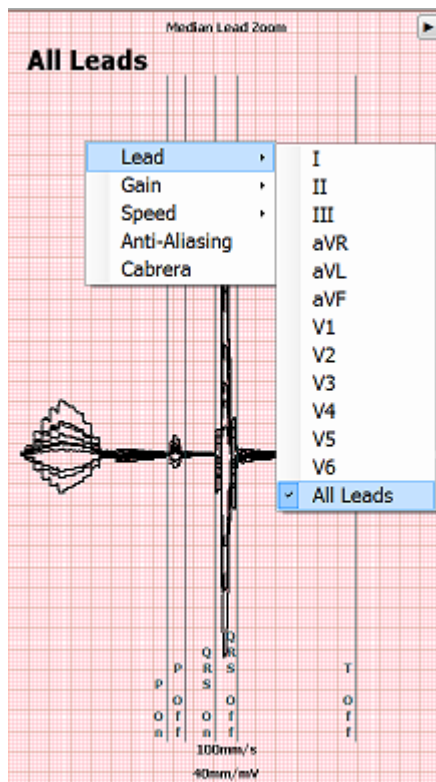 Median Lead Zoom
All Leads
Lead
Gain
Speed
Anti-Aliasing
Cabrera
I
II
III
aVR
aVL
aVF
V1
V2
V3
V4
V5
V6
All Leads
P On
P Off
QRS On
QRS Off
T Off
100mm/s
40mm/mV